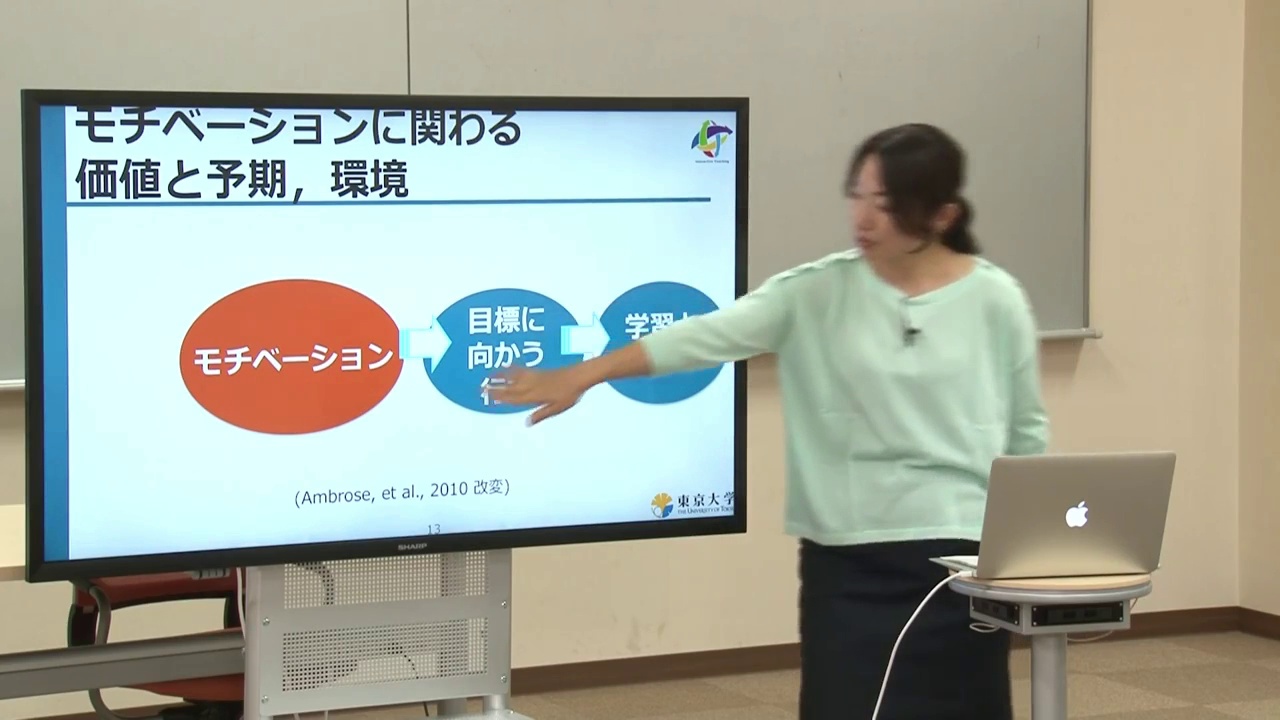 モチベーションに関わる
価値と予期，環境
モチベーション
目標に
向かう
学習
(Ambrose, et al., 2010 改変)
13
東京大学
SHARP